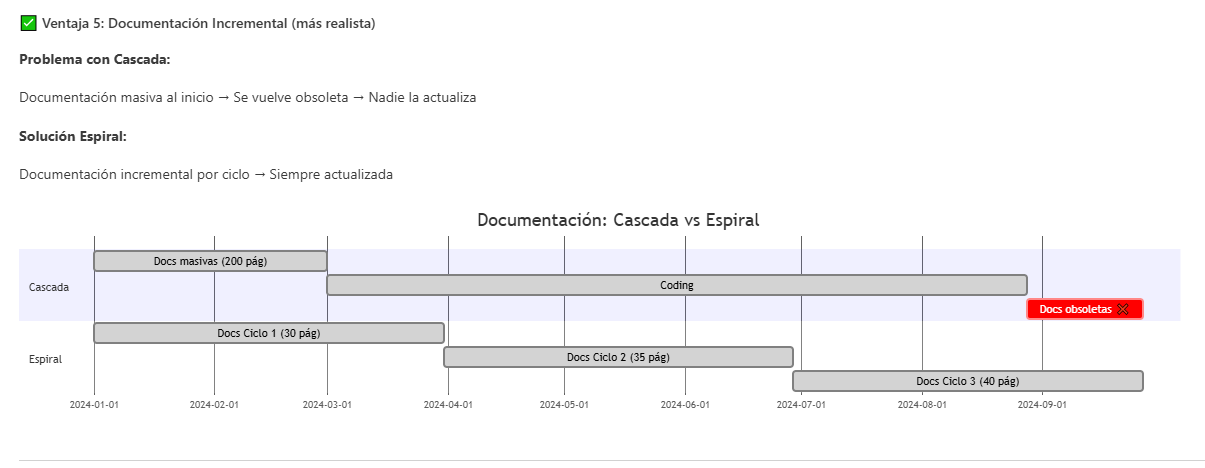 ✅ Ventaja 5: Documentación Incremental (más realista)
Problema con Cascada:
Documentación masiva al inicio → Se vuelve obsoleta → Nadie la actualiza
Solución Espiral:
Documentación incremental por ciclo → Siempre actualizada
Documentación: Cascada vs Espiral
Docs masivas (200 pág)
Cascada
Coding
Docs obsoletas ❌
Docs Ciclo 1 (30 pág)
Espiral
Docs Ciclo 2 (35 pág)
Docs Ciclo 3 (40 pág)
2024-01-01 2024-02-01 2024-03-01 2024-04-01 2024-05-01 2024-06-01 2024-07-01 2024-08-01 2024-09-01